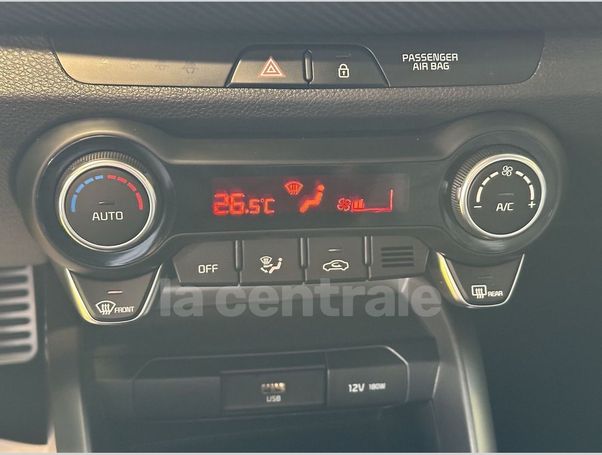 PASSENGER
AIR BAG
26.5°C
AUTO
A/C
- +
OFF
FRONT
REAR
la centrale
USB
12V 180W